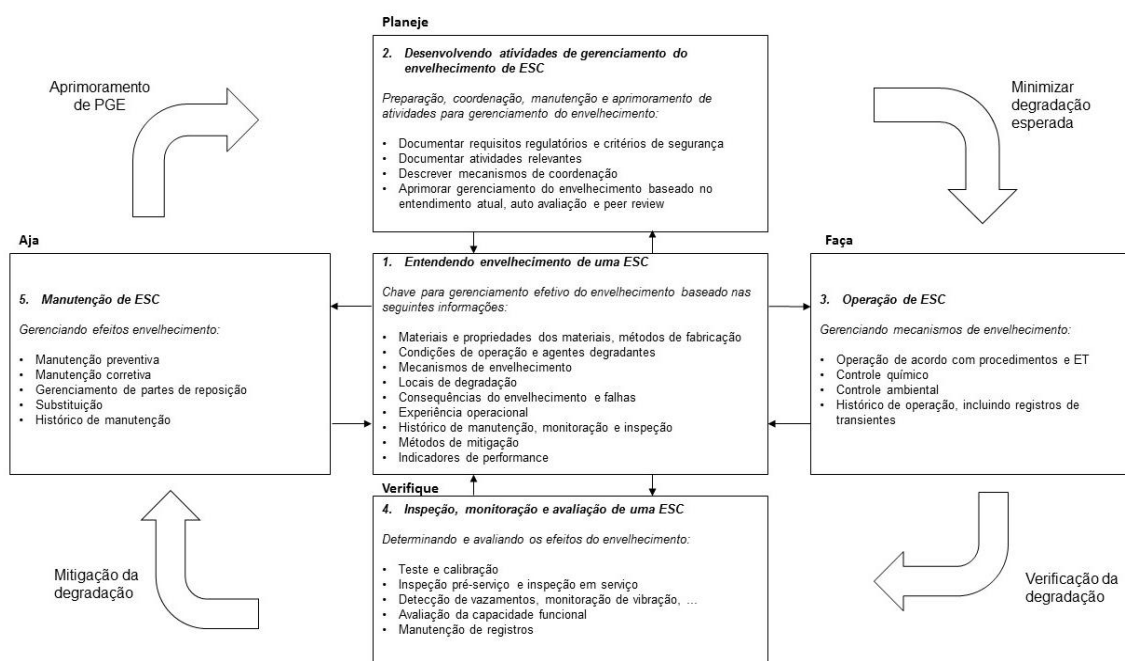 Planeje
2. Desenvolvendo atividades de gerenciamento do
envelhecimento de ESC
Preparação, coordenação, manutenção e aprimoramento de
atividades para gerenciamento do envelhecimento:
• Documentar requisitos regulatórios e critérios de segurança
• Documentar atividades relevantes
• Descrever mecanismos de coordenação
• Aprimorar gerenciamento do envelhecimento baseado no
entendimento atual, auto avaliação e peer review
Aprimoramento
de PGE
Minimizar
degradação
esperada
Aja
5. Manutenção de ESC
Gerenciando efeitos envelhecimento:
• Manutenção preventiva
• Manutenção corretiva
• Gerenciamento de partes de reposição
• Substituição
• Histórico de manutenção
1. Entendendo envelhecimento de uma ESC
Chave para gerenciamento efetivo do envelhecimento baseado nas
seguintes informações:
• Materiais e propriedades dos materiais, métodos de fabricação
• Condições de operação e agentes degradantes
• Mecanismos de envelhecimento
• Locais de degradação
• Consequências do envelhecimento e falhas
• Experiência operacional
• Histórico de manutenção, monitoração e inspeção
• Métodos de mitigação
• Indicadores de performance
Faça
3. Operação de ESC
Gerenciando mecanismos de envelhecimento:
• Operação de acordo com procedimentos e ET
• Controle químico
• Controle ambiental
• Histórico de operação, incluindo registros de
transientes
Verifique
4. Inspeção, monitoração e avaliação de uma ESC
Determinando e avaliando os efeitos do envelhecimento:
• Teste e calibração
• Inspeção pré-serviço e inspeção em serviço
• Detecção de vazamentos, monitoração de vibração, ...
• Avaliação da capacidade funcional
• Manutenção de registros
Mitigação da
degradação
Verificação da
degradação